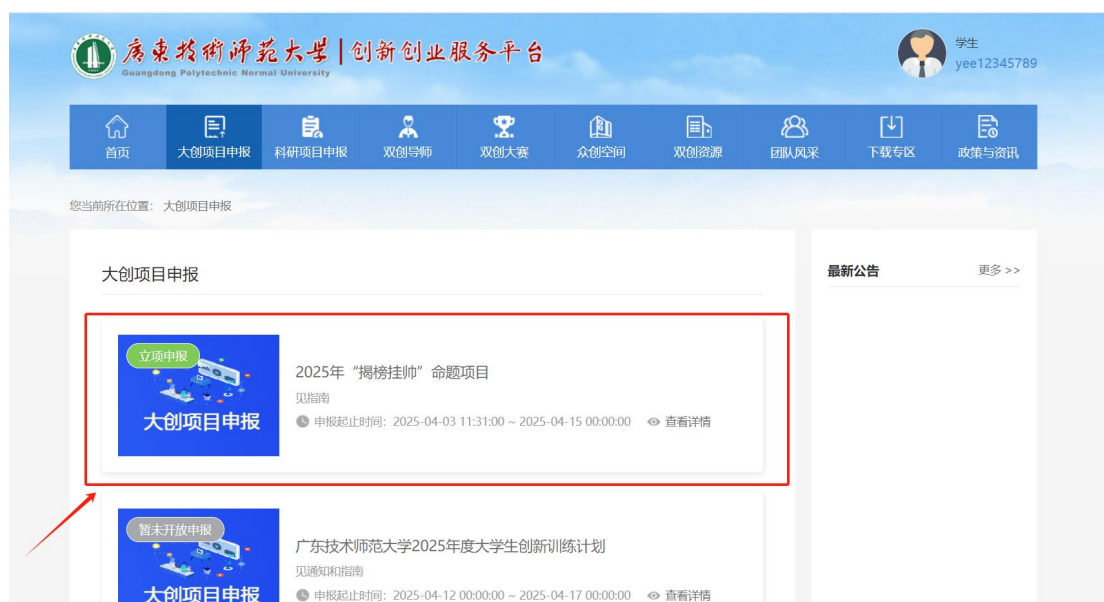 廣東技術師范大學|创新创业服务平台
Guangdong Polytechnic Normal University
学生
yee12345789
首页 大创项目申报 科研项目申报 双创导师 双创大赛 众创空间 双创资源 团队风采 下载专区 政策与资讯
您当前所在位置: 大创项目申报
大创项目申报
最新公告 更多 >>
立项申报
大创项目申报
2025年“揭榜挂帅”命题项目
见指南
申报起止时间: 2025-04-03 11:31:00 ~ 2025-04-15 00:00:00 查看详情
暂未开放申报
大创项目申报
广东技术师范大学2025年度大学生创新训练计划
见通知和指南
申报起止时间: 2025-04-12 00:00:00 ~ 2025-04-17 00:00:00 查看详情